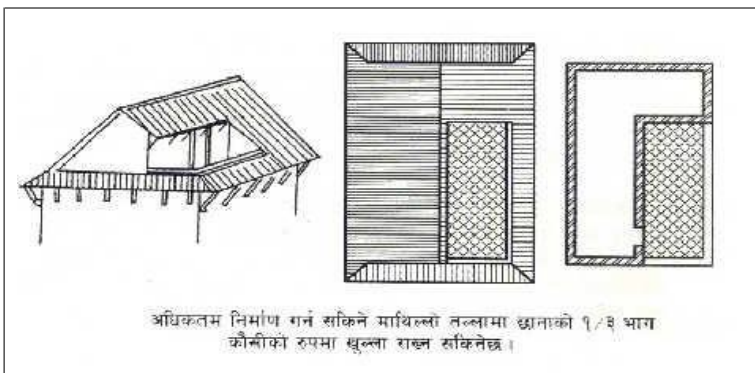 अधिकतम निर्माण गर्न सकिने माथिल्लो तल्लामा छानाको १/३ भाग
कौसीको रुपमा खुल्ला राख्न सकिनेछ ।